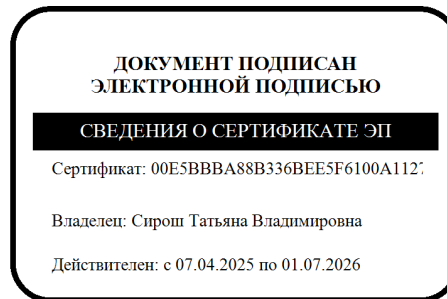 ДОКУМЕНТ ПОДПИСАН
ЭЛЕКТРОННОЙ ПОДПИСЬЮ
СВЕДЕНИЯ О СЕРТИФИКАТЕ ЭП
Сертификат: 00E5BBBA88B336BEE5F6100A1127
Владелец: Сирош Татьяна Владимировна
Действителен: с 07.04.2025 по 01.07.2026